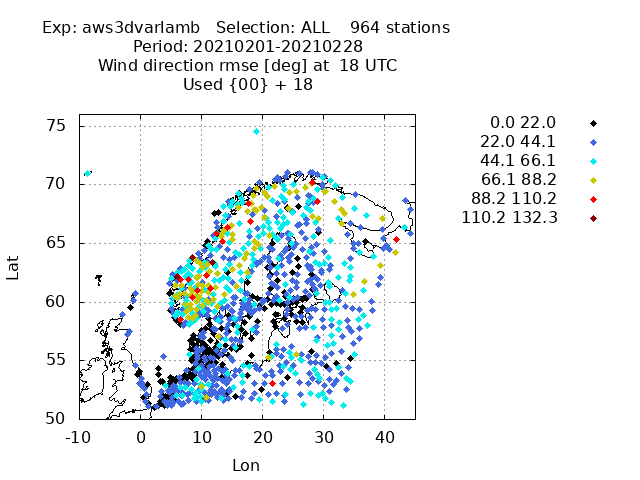 Exp: aws3dvarlamb   Selection: ALL    964 stations
Period: 20210201-20210228
Wind direction rmse [deg] at  18 UTC
Used {00} + 18
0.0 22.0
22.0 44.1
44.1 66.1
66.1 88.2
88.2 110.2
110.2 132.3
75
70
65
60
55
50
Lat
-10 0 10 20 30 40
Lon